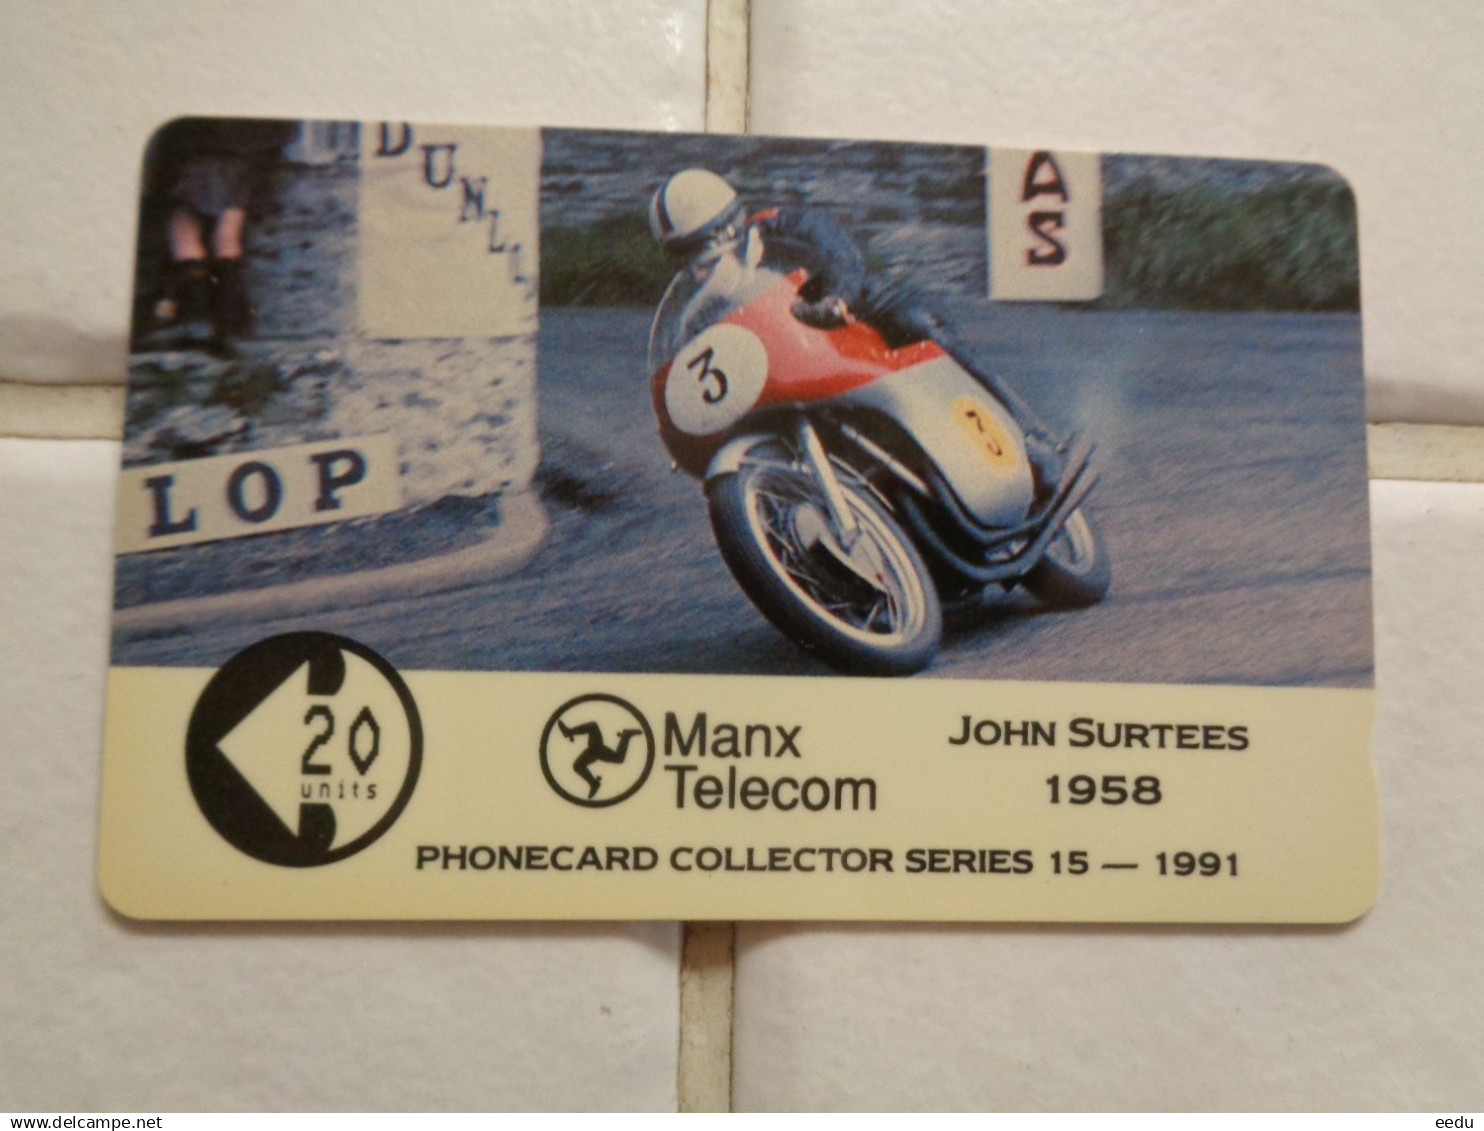 DUNL
AS
3
LOP
20
units
Manx
Telecom
JOHN SURTEES
1958
PHONECARD COLLECTOR SERIES 15 — 1991
www.delcampe.net
eedu